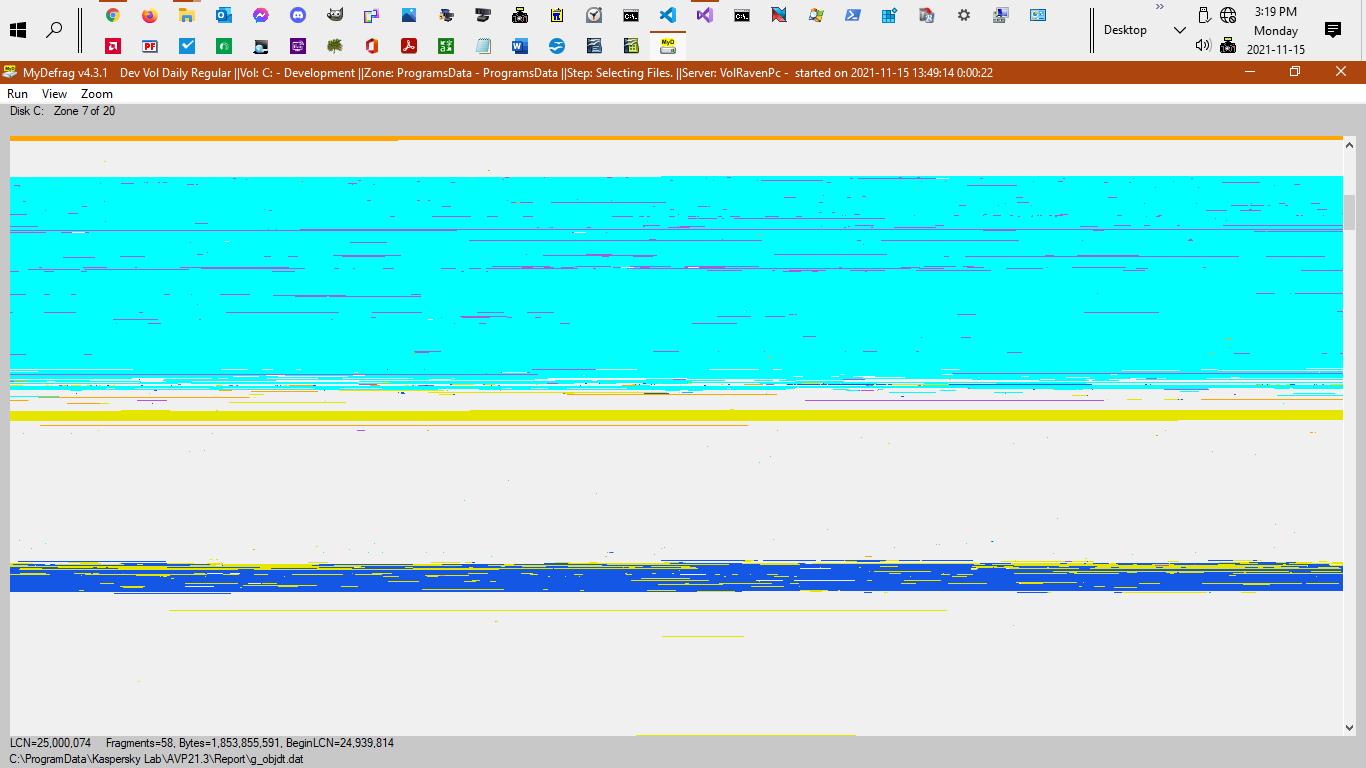 3:19 PM
Desktop
Monday
2021-11-15
MyDefrag v4.3.1 Dev Vol Daily Regular ||Vol: C: - Development ||Zone: ProgramsData - ProgramsData ||Step: Selecting Files. ||Server: VolRavenPc - started on 2021-11-15 13:49:14 0:00:22
Run View Zoom
Disk C: Zone 7 of 20
LCN=25,000,074 Fragments=58, Bytes=1,853,855,591, BeginLCN=24,939,814
C:\ProgramData\Kaspersky Lab\AVP21.3\Report\g_objdt.dat